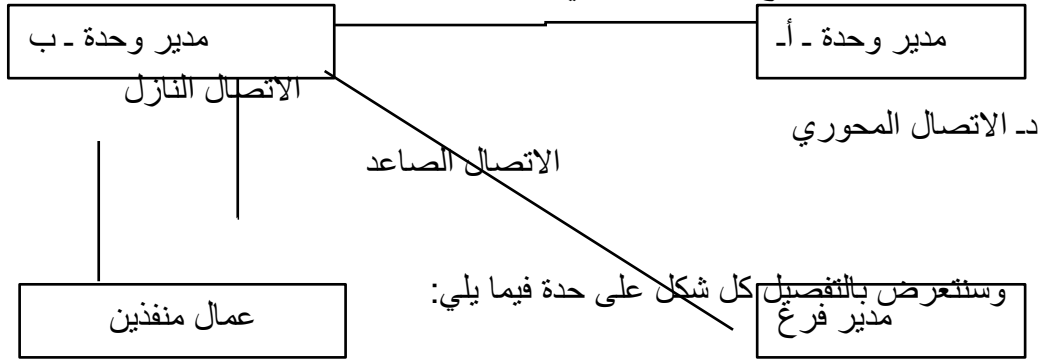 مدير وحدة ـ أـ
مدير وحدة ـ ب
الاتصال النازل
دـ الاتصال المحوري
الاتصال الصاعد
وسنتعرض بالتفصيل كل شكل على حدة فيما يلي:
مدير فرع
عمال منفذين